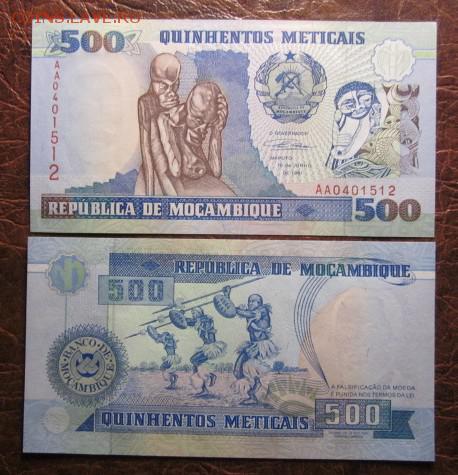 COINS.LAVE.RU
500 QUINHENTOS METICAIS
AA0401512
O GOVERNADOR
MAPUTO
16 DE JUNHO
DE 1991
AA0401512
REPUBLICA DE MOÇAMBIQUE 500
REPÚBLICA DE MOÇAMBIQUE
500
BANCO DE MOÇAMBIQUE
A FALSIFICAÇÃO DA MOEDA
É PUNIDA NOS TERMOS DA LEI
QUINHENTOS METICAIS 500